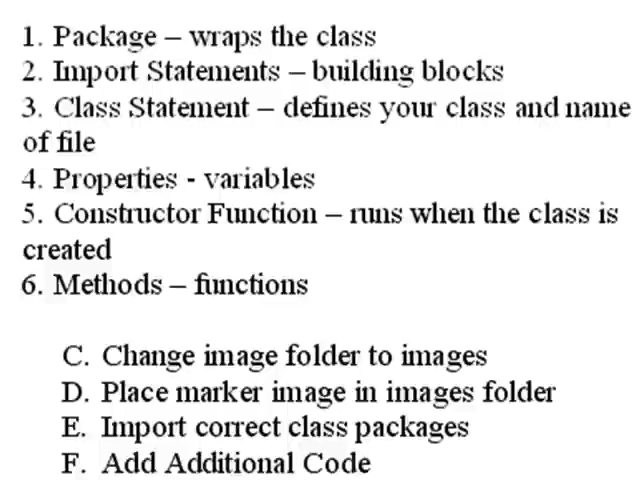 1. Package – wraps the class
2. Import Statements – building blocks
3. Class Statement – defines your class and name
of file
4. Properties - variables
5. Constructor Function – runs when the class is
created
6. Methods – functions
C. Change image folder to images
D. Place marker image in images folder
E. Import correct class packages
F. Add Additional Code